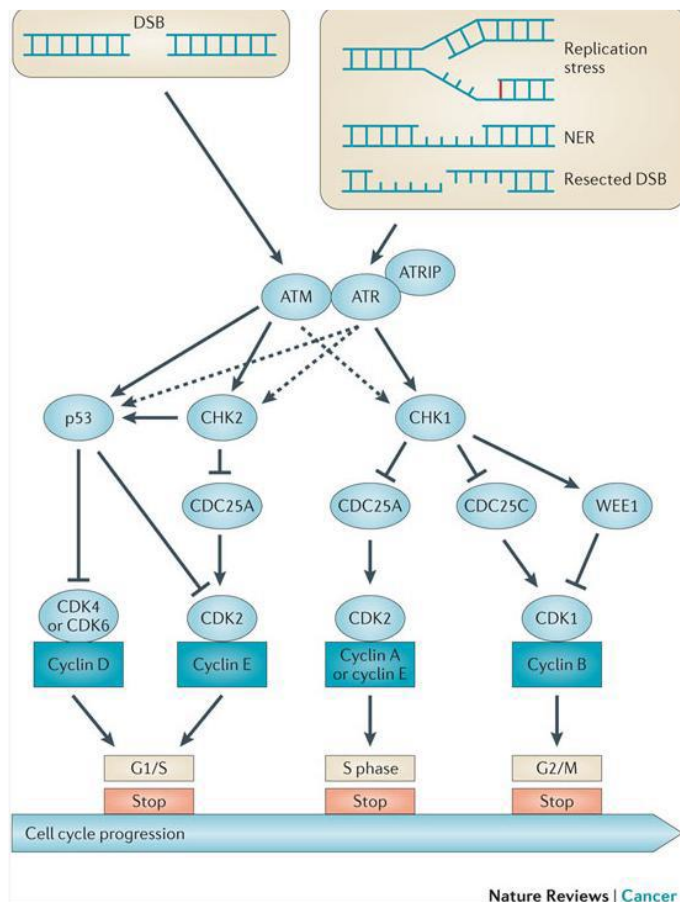 DSB
Replication
stress
NER
Resected DSB
ATM
ATR
ATRIP
p53
CHK2
CHK1
CDC25A
CDC25A
CDC25C
WEE1
CDK4
or CDK6
CDK2
CDK2
CDK1
Cyclin D
Cyclin E
Cyclin A
or cyclin E
Cyclin B
G1/S
S phase
G2/M
Stop
Stop
Stop
Cell cycle progression
Nature Reviews | Cancer